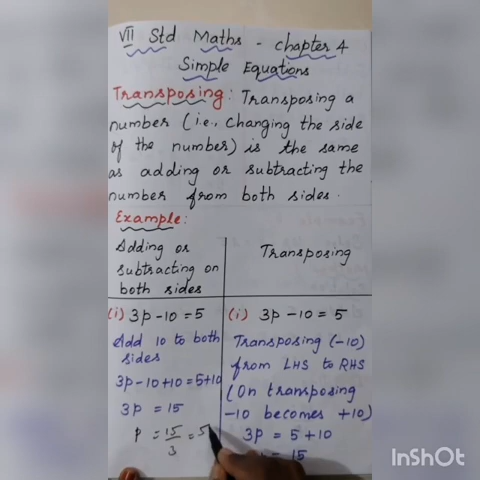 VII Std Maths - chapter 4
Simple Equations
Transposing: Transposing a
number (i.e., changing the side
of the number) is the same
as adding or subtracting the
number from both sides.
Example:
Adding or
subtracting on
both sides
(i) 3p - 10 = 5
Add 10 to both
sides
3p - 10 + 10 = 5 + 10
3p = 15
p = 15/3 = 5
Transposing
(i) 3p - 10 = 5
Transposing (-10)
from LHS to RHS
(On transposing
-10 becomes +10)
3p = 5 + 10
= 15
InShOt